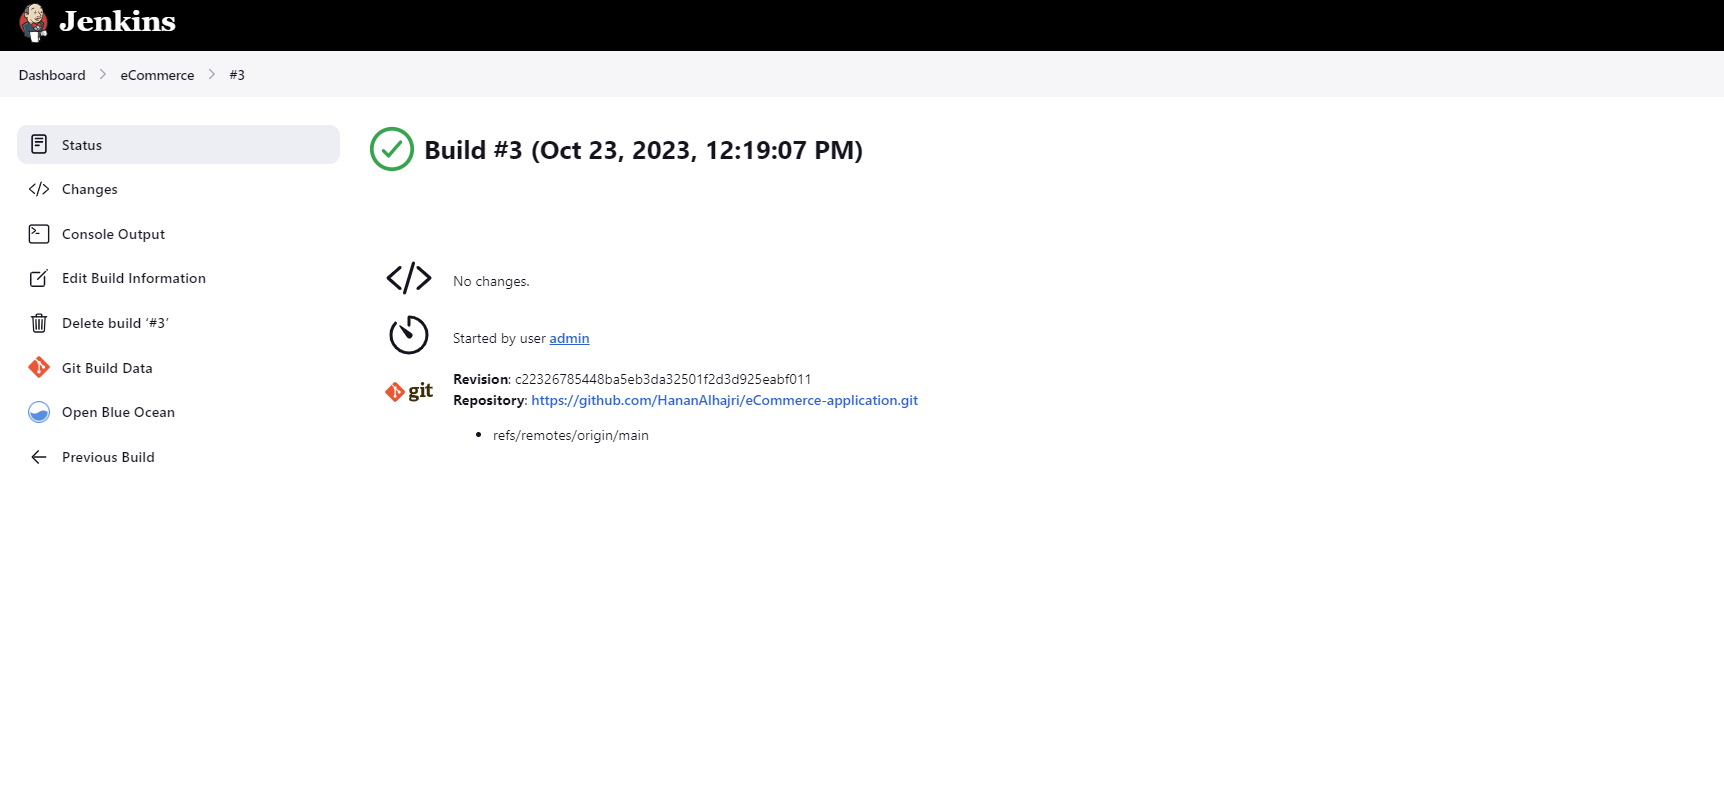 Jenkins
Dashboard > eCommerce > #3
Status
Changes
Console Output
Edit Build Information
Delete build ‘#3’
Git Build Data
Open Blue Ocean
Previous Build
Build #3 (Oct 23, 2023, 12:19:07 PM)
</> No changes.
Started by user admin
git
Revision: c22326785448ba5eb3da32501f2d3d925eabf011
Repository: https://github.com/HananAlhajri/eCommerce-application.git
• refs/remotes/origin/main